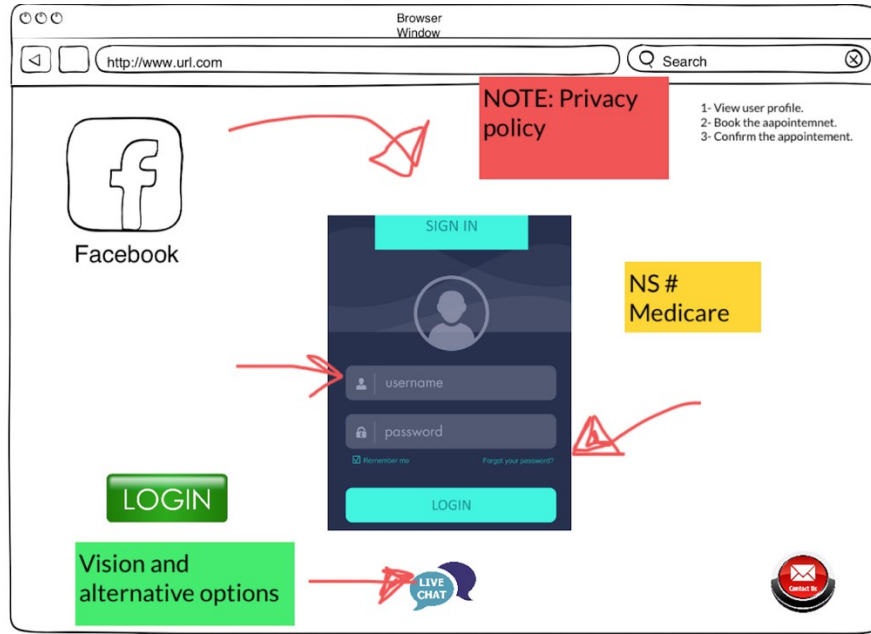 Browser
Window
http://www.url.com
Search
NOTE: Privacy
policy
1- View user profile.
2- Book the aapointemnet.
3- Confirm the appointement.
Facebook
SIGN IN
NS #
Medicare
username
password
Remember me
Forgot your password?
LOGIN
LOGIN
Vision and
alternative options
LIVE
CHAT
Contact Us